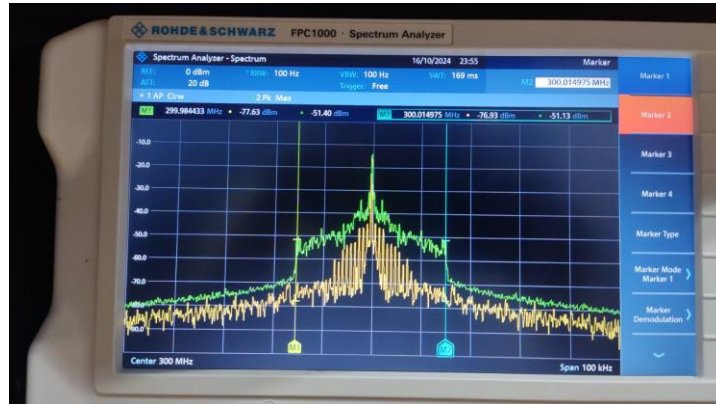 ROHDE & SCHWARZ FPC1000 · Spectrum Analyzer
Spectrum Analyzer - Spectrum 16/10/2024 23:55 Marker
REF: 0 dBm *RBW: 100 Hz VBW: 100 Hz SWT: 169 ms
ATT: 20 dB Trigger: Free M2 300.014975 MHz
1 AP Clrw 2 Pk Max
M1 299.984433 MHz -77.63 dBm -51.40 dBm M2 300.014975 MHz -76.93 dBm -51.13 dBm
-10.0
-20.0
-30.0
-40.0
-50.0
-60.0
-70.0
-80.0
-90.0
M1 M2
Center 300 MHz Span 100 kHz
Marker 1
Marker 2
Marker 3
Marker 4
Marker Type
Marker Mode
Marker 1
Marker
Demodulation